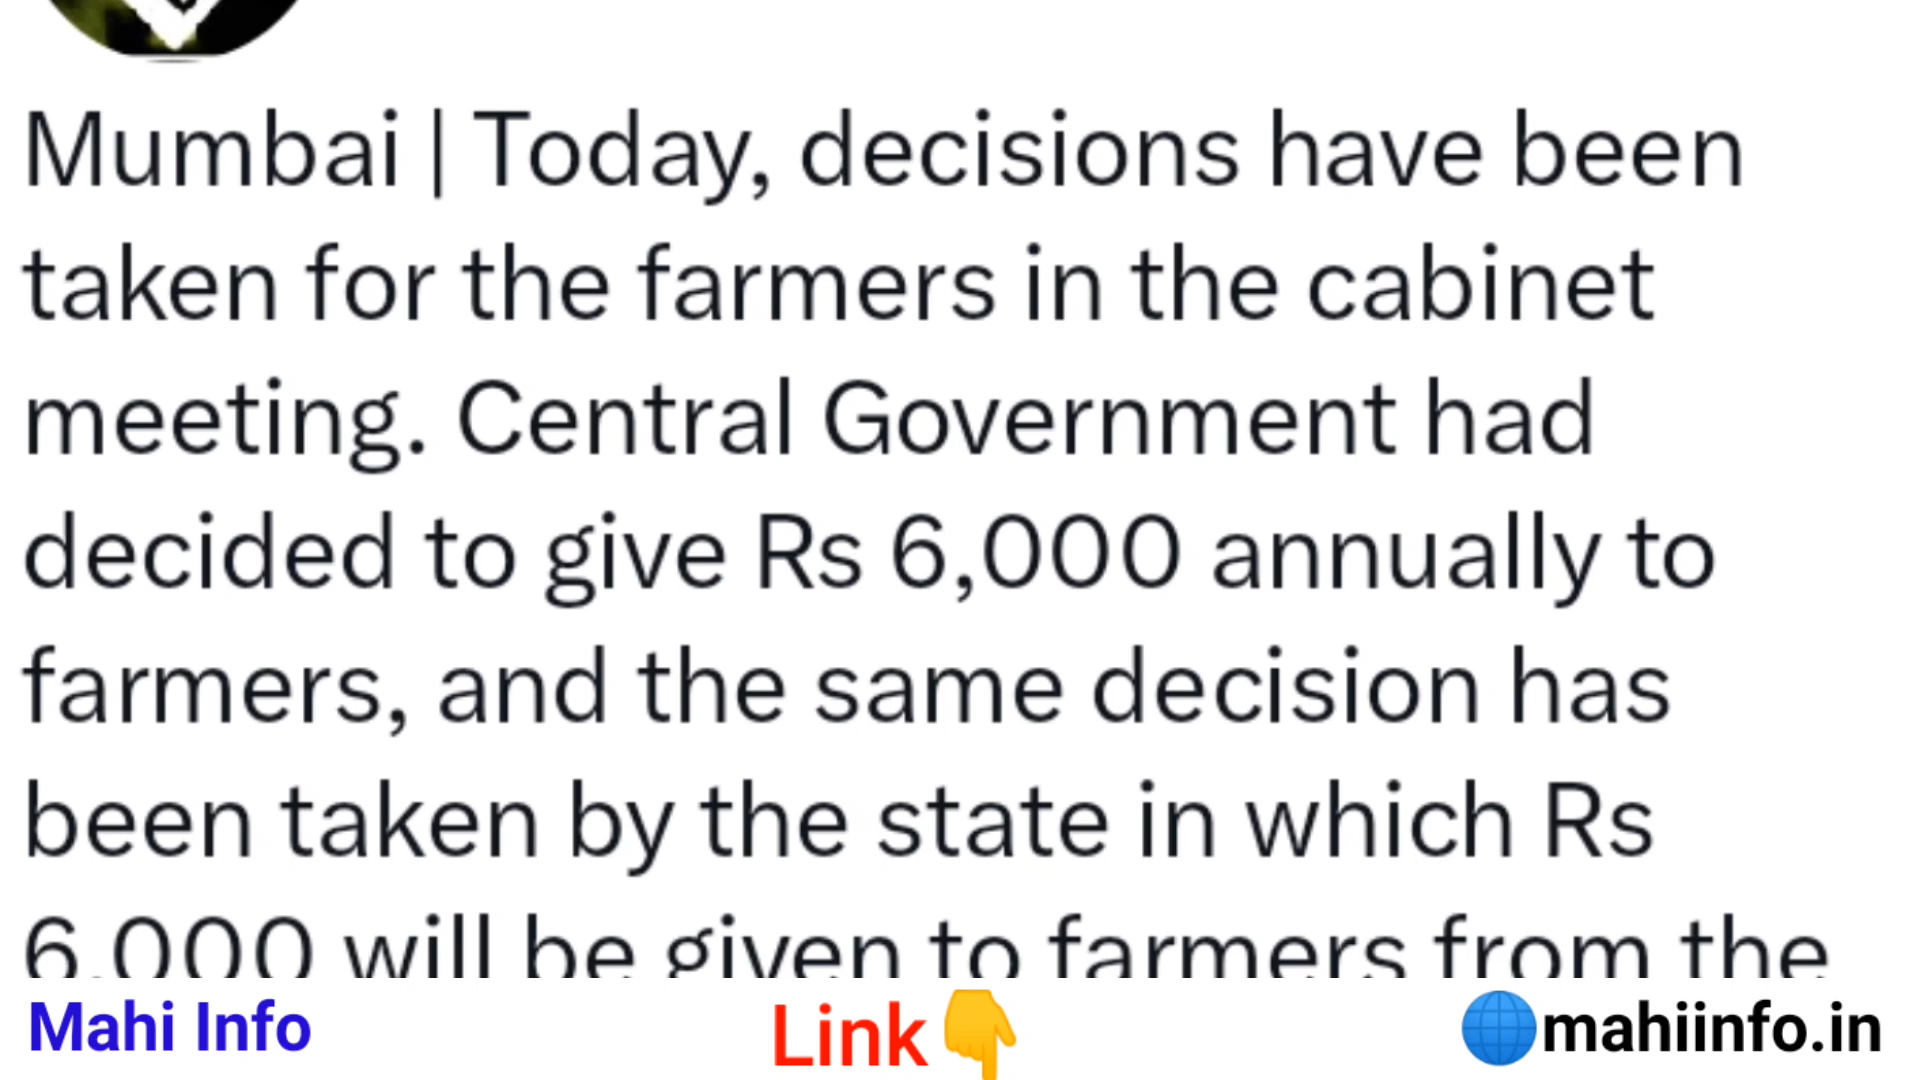 Mumbai | Today, decisions have been
taken for the farmers in the cabinet
meeting. Central Government had
decided to give Rs 6,000 annually to
farmers, and the same decision has
been taken by the state in which Rs
6,000 will be given to farmers from the
Mahi Info
Link👇
🌐mahiinfo.in